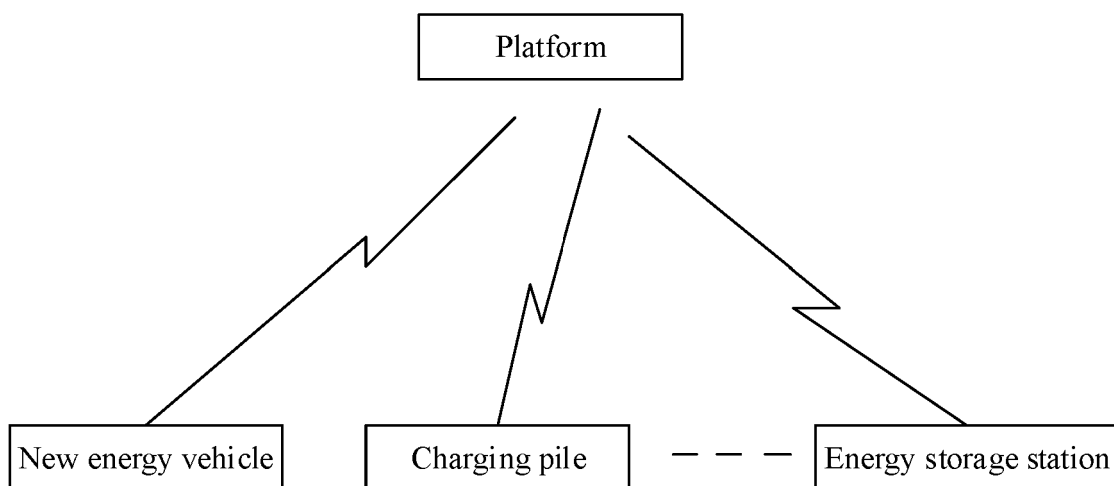 Platform
New energy vehicle
Charging pile
Energy storage station